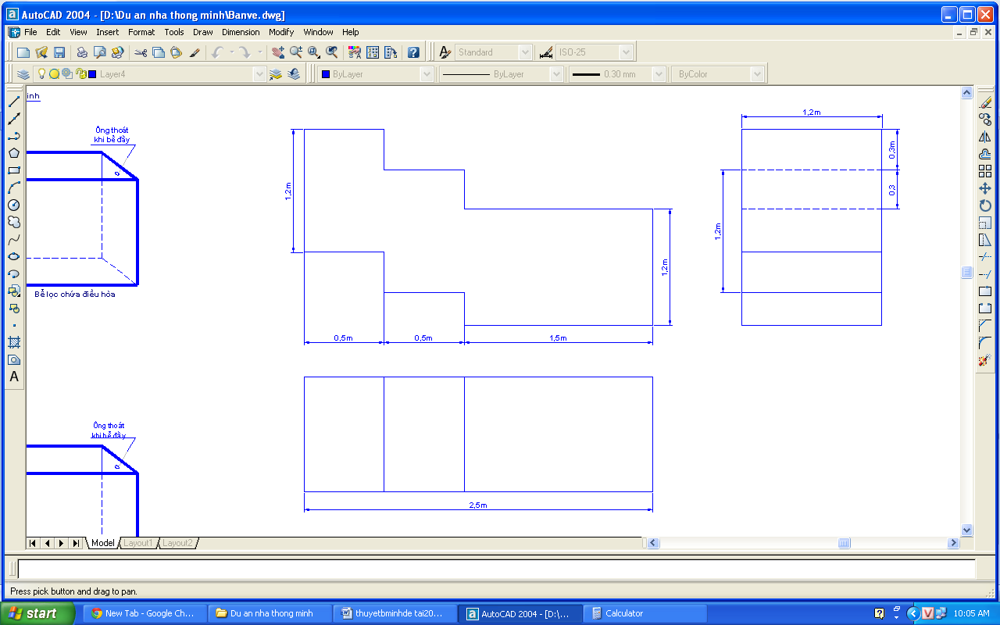 AutoCAD 2004 - [D:\Du an nha thong minh\Banve.dwg]
File Edit View Insert Format Tools Draw Dimension Modify Window Help
Standard ISO-25
Layer4 ByLayer ByLayer 0.30 mm ByColor
inh
Ông thoát
khi bể đầy
Bể lọc chứa điều hòa
1,2m
1,2m
0,5m 0,5m 1,5m
2,5m
1,2m
0,3m
0,3
1,2m
Ông thoát
khi bể đầy
Model Layout1 Layout2
Press pick button and drag to pan.
start New Tab - Google Ch... Du an nha thong minh thuyetbminhde tai20... AutoCAD 2004 - [D:\... Calculator 10:05 AM